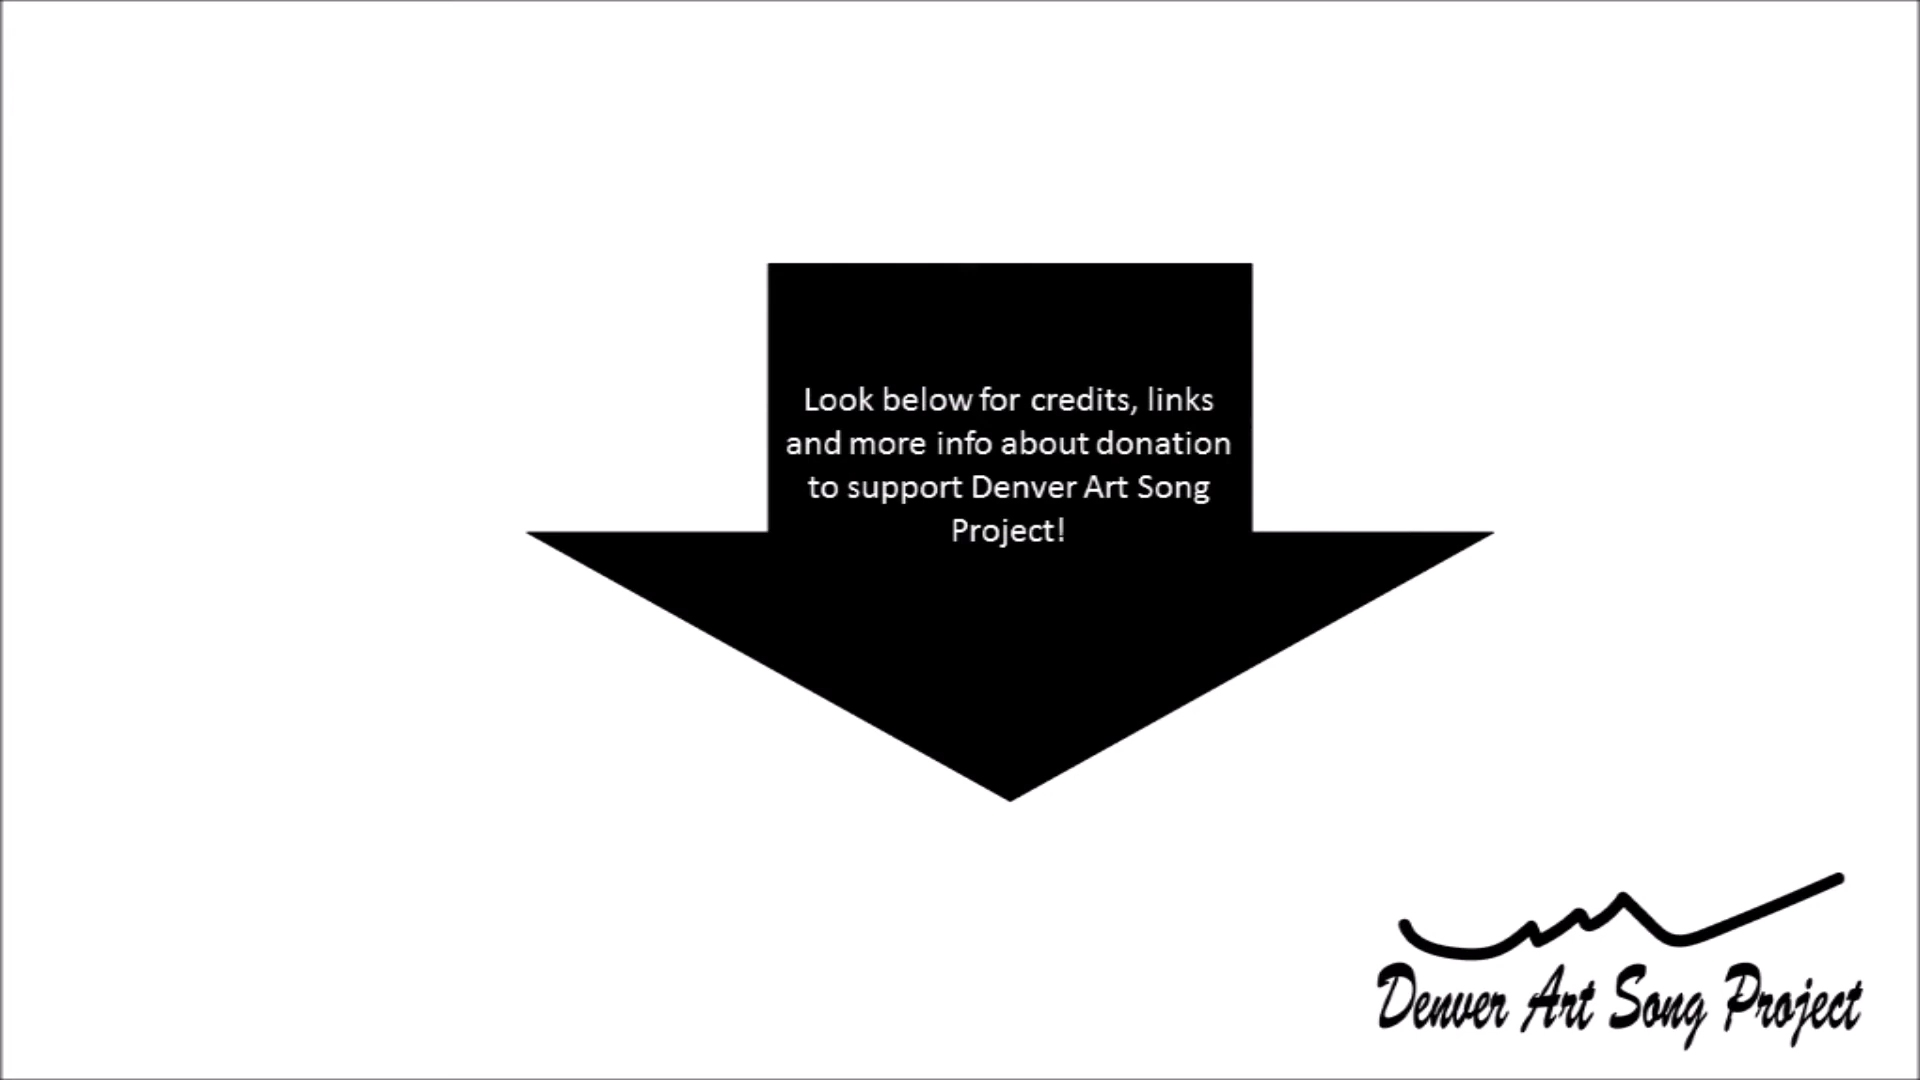 Look below for credits, links
and more info about donation
to support Denver Art Song
Project!
Denver Art Song Project